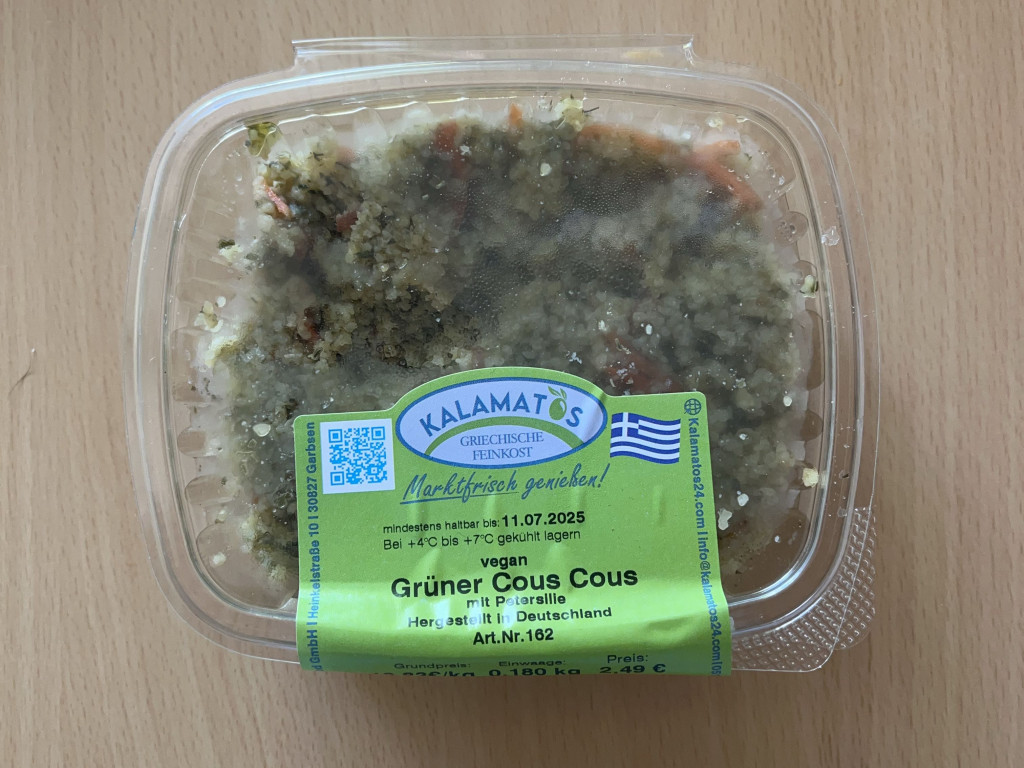 KALAMATOS
GRIECHISCHE
FEINKOST
Marktfrisch genießen!
mindestens haltbar bis: 11.07.2025
Bei +4°C bis +7°C gekühlt lagern
vegan
Grüner Cous Cous
mit Petersilie
Hergestellt in Deutschland
Art.Nr.162
Grundpreis: Einwaage: Preis:
€/kg 0,180 kg 2,49 €
GmbH | Heinkelstraße 10 | 30827 Garbsen
Kalamatos24.com | info@kalamatos24.com